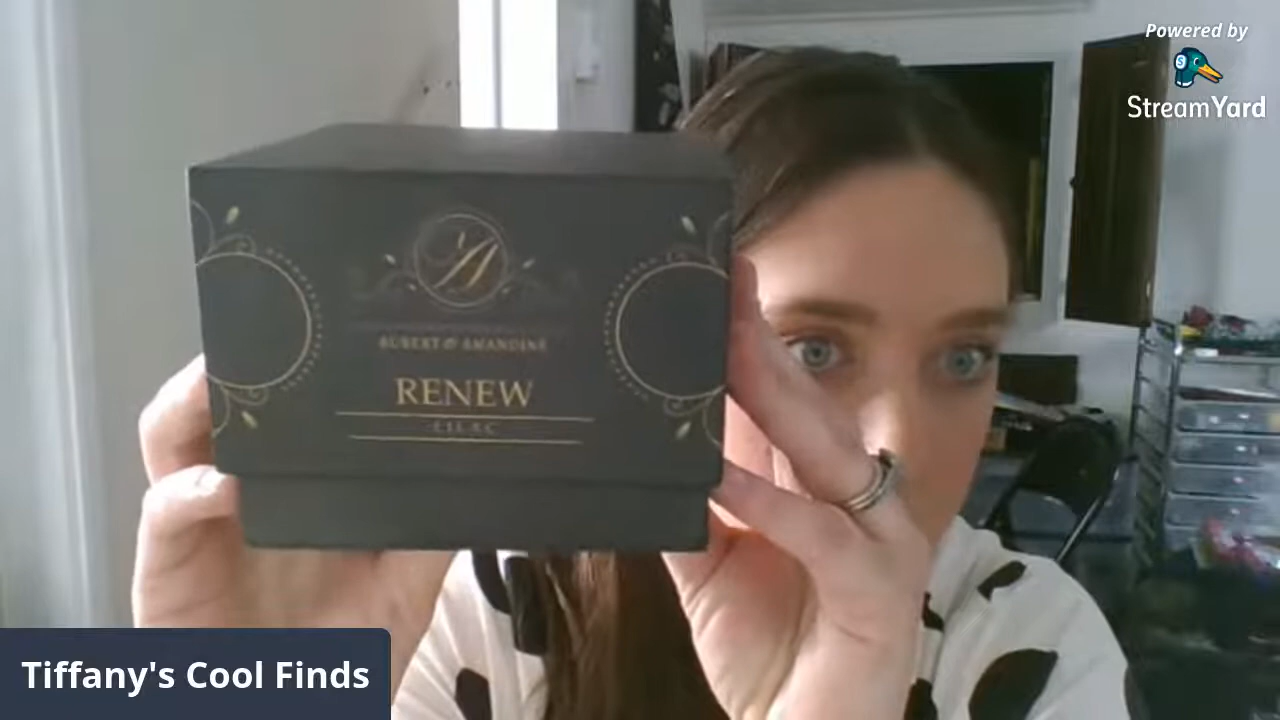 Powered by
StreamYard
A
AUBERT & AMANDINE
RENEW
LILAC
Tiffany's Cool Finds